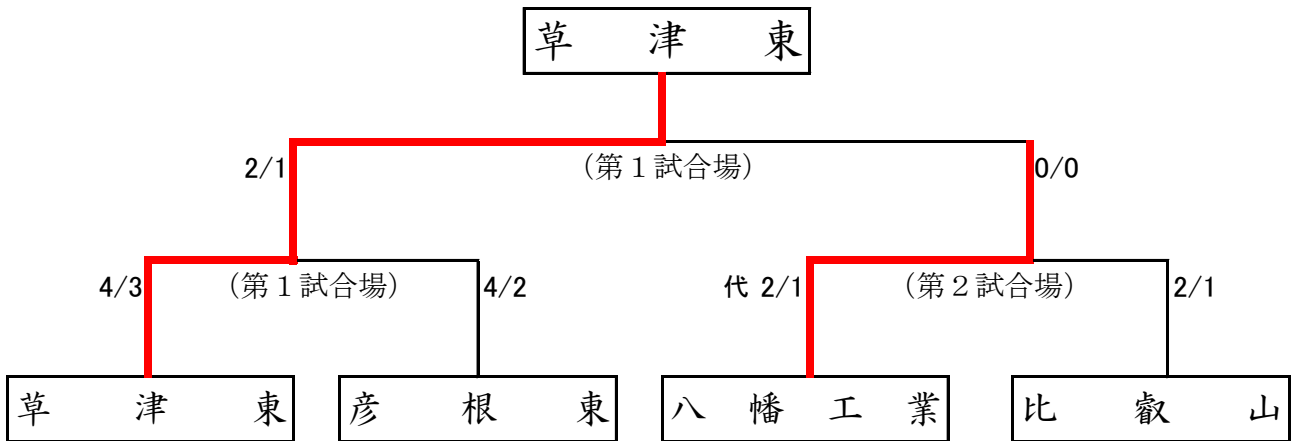 草津東
2/1 (第１試合場) 0/0
4/3 (第１試合場) 4/2 代 2/1 (第２試合場) 2/1
草津東 彦根東 八幡工業 比叡山